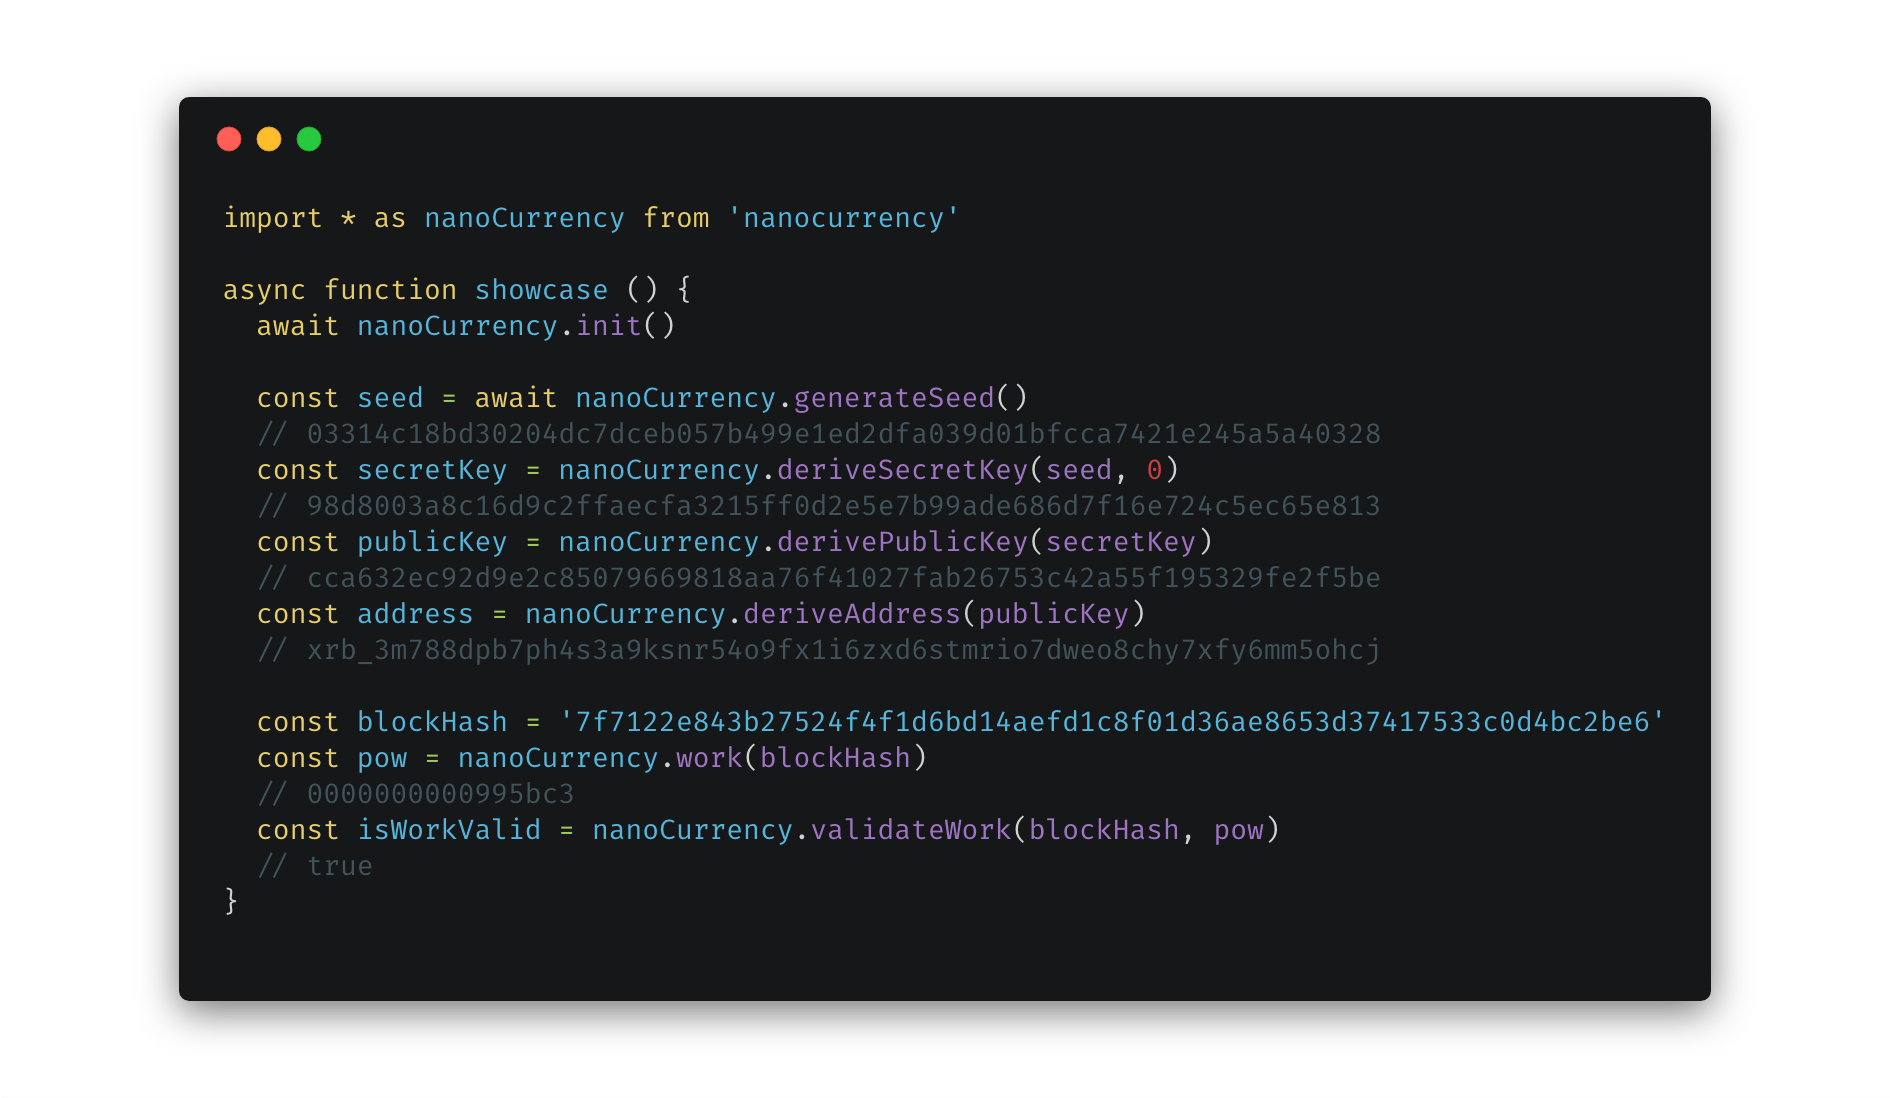 import * as nanoCurrency from 'nanocurrency'
async function showcase () {
await nanoCurrency.init()
const seed = await nanoCurrency.generateSeed()
// 03314c18bd30204dc7dceb057b499e1ed2dfa039d01bfcca7421e245a5a40328
const secretKey = nanoCurrency.deriveSecretKey(seed, 0)
// 98d8003a8c16d9c2ffaecfa3215ff0d2e5e7b99ade686d7f16e724c5ec65e813
const publicKey = nanoCurrency.derivePublicKey(secretKey)
// cca632ec92d9e2c85079669818aa76f41027fab26753c42a55f195329fe2f5be
const address = nanoCurrency.deriveAddress(publicKey)
// xrb_3m788dpb7ph4s3a9ksnr54o9fx1i6zxd6stmrio7dweo8chy7xfy6mm5ohcj
const blockHash = '7f7122e843b27524f4f1d6bd14aefd1c8f01d36ae8653d37417533c0d4bc2be6'
const pow = nanoCurrency.work(blockHash)
// 0000000000995bc3
const isWorkValid = nanoCurrency.validateWork(blockHash, pow)
// true
}